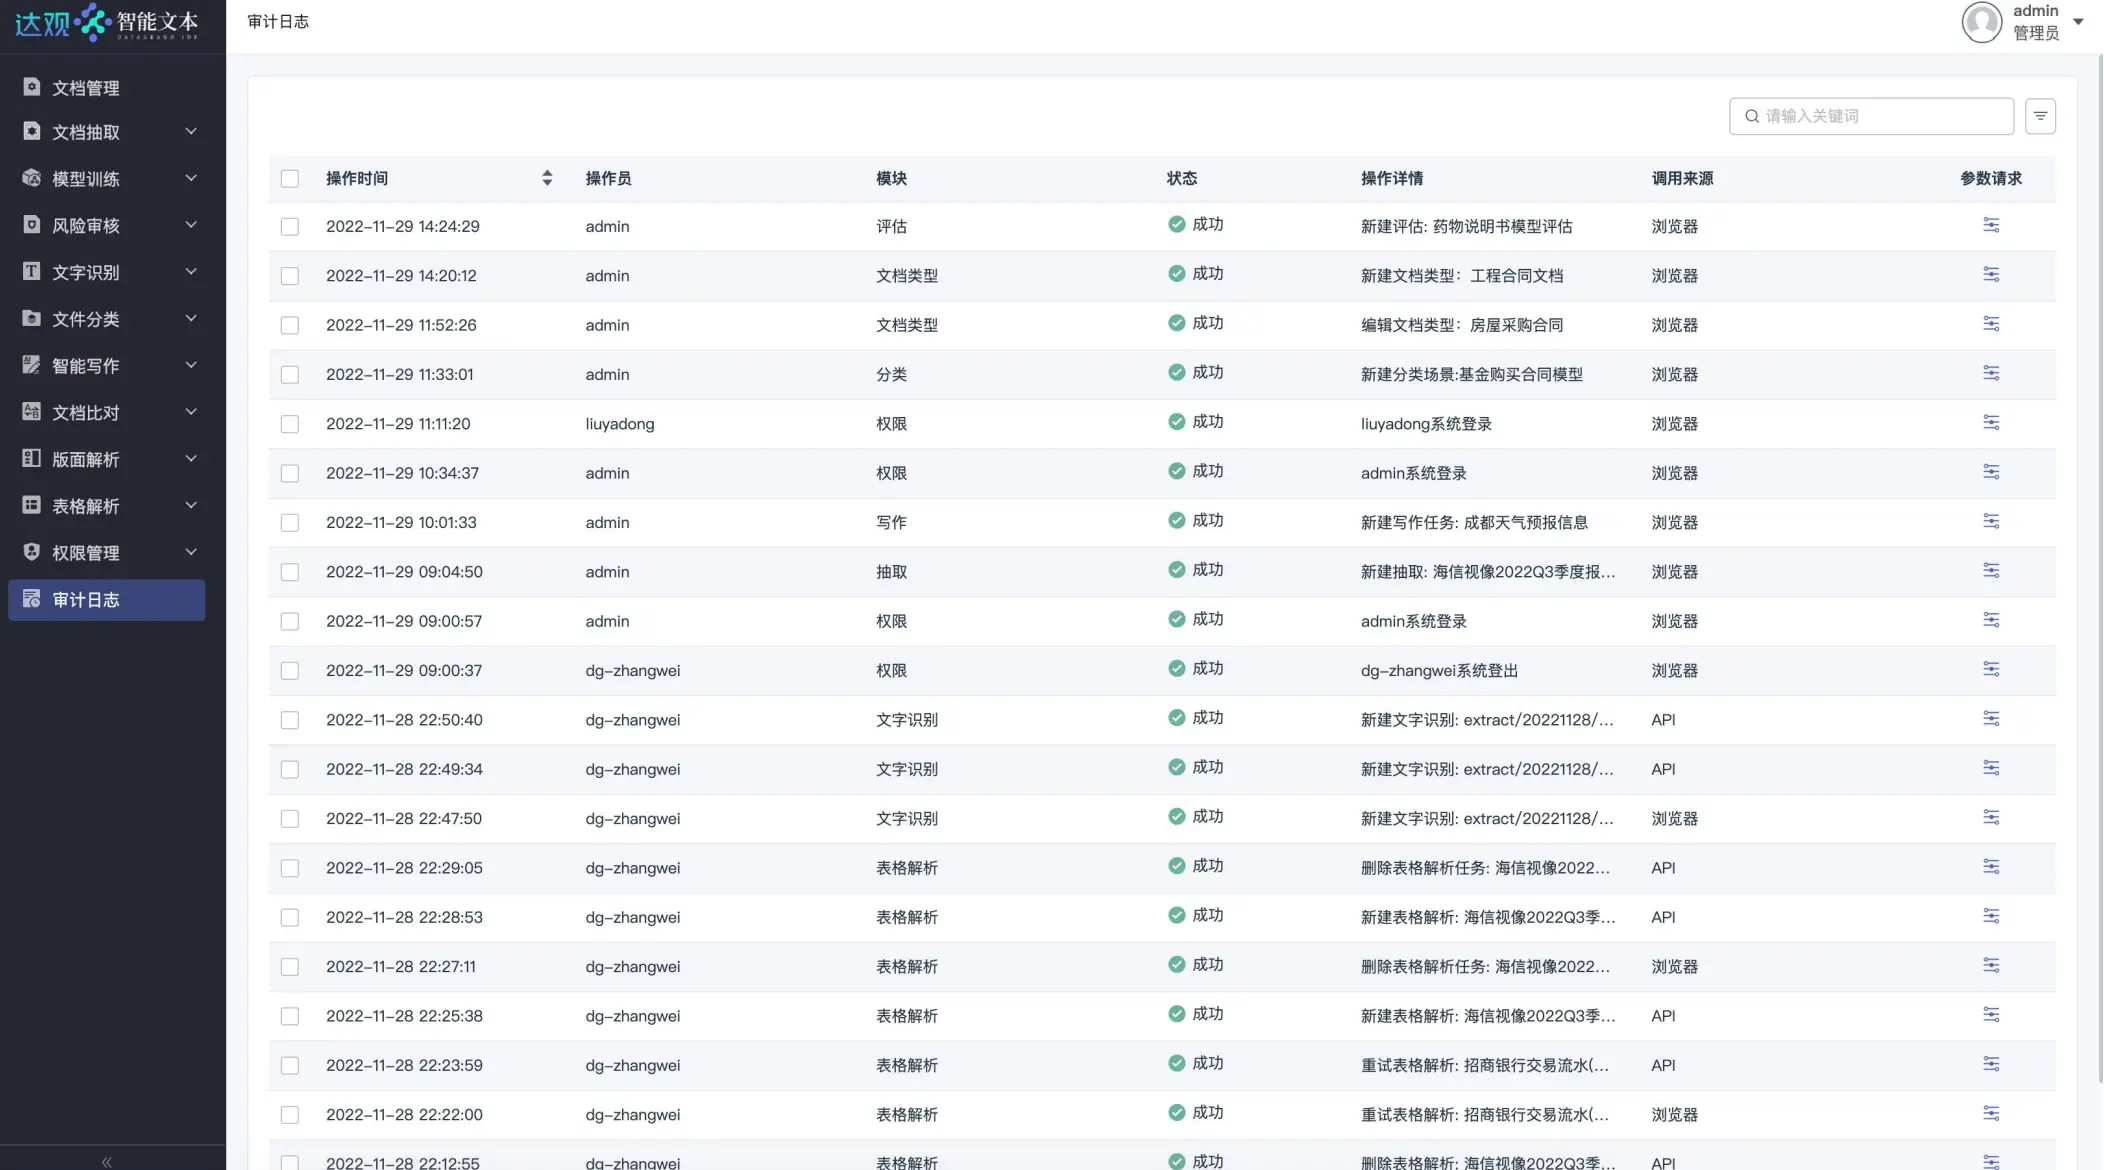 达观 智能文本
DATAGRAND IDP
审计日志
admin
管理员
文档管理
文档抽取
模型训练
风险审核
文字识别
文件分类
智能写作
文档比对
版面解析
表格解析
权限管理
审计日志
请输入关键词
操作时间 操作员 模块 状态 操作详情 调用来源 参数请求
2022-11-29 14:24:29 admin 评估 成功 新建评估: 药物说明书模型评估 浏览器
2022-11-29 14:20:12 admin 文档类型 成功 新建文档类型：工程合同文档 浏览器
2022-11-29 11:52:26 admin 文档类型 成功 编辑文档类型：房屋采购合同 浏览器
2022-11-29 11:33:01 admin 分类 成功 新建分类场景:基金购买合同模型 浏览器
2022-11-29 11:11:20 liuyadong 权限 成功 liuyadong系统登录 浏览器
2022-11-29 10:34:37 admin 权限 成功 admin系统登录 浏览器
2022-11-29 10:01:33 admin 写作 成功 新建写作任务: 成都天气预报信息 浏览器
2022-11-29 09:04:50 admin 抽取 成功 新建抽取: 海信视像2022Q3季度报... 浏览器
2022-11-29 09:00:57 admin 权限 成功 admin系统登录 浏览器
2022-11-29 09:00:37 dg-zhangwei 权限 成功 dg-zhangwei系统登出 浏览器
2022-11-28 22:50:40 dg-zhangwei 文字识别 成功 新建文字识别: extract/20221128/... API
2022-11-28 22:49:34 dg-zhangwei 文字识别 成功 新建文字识别: extract/20221128/... API
2022-11-28 22:47:50 dg-zhangwei 文字识别 成功 新建文字识别: extract/20221128/... 浏览器
2022-11-28 22:29:05 dg-zhangwei 表格解析 成功 删除表格解析任务: 海信视像2022... API
2022-11-28 22:28:53 dg-zhangwei 表格解析 成功 新建表格解析: 海信视像2022Q3季... API
2022-11-28 22:27:11 dg-zhangwei 表格解析 成功 删除表格解析任务: 海信视像2022... 浏览器
2022-11-28 22:25:38 dg-zhangwei 表格解析 成功 新建表格解析: 海信视像2022Q3季... API
2022-11-28 22:23:59 dg-zhangwei 表格解析 成功 重试表格解析: 招商银行交易流水(... API
2022-11-28 22:22:00 dg-zhangwei 表格解析 成功 重试表格解析: 招商银行交易流水(... 浏览器
2022-11-28 22:12:55 dg-zhangwei 表格解析 成功 删除表格解析: 海信视像2022Q3季... API